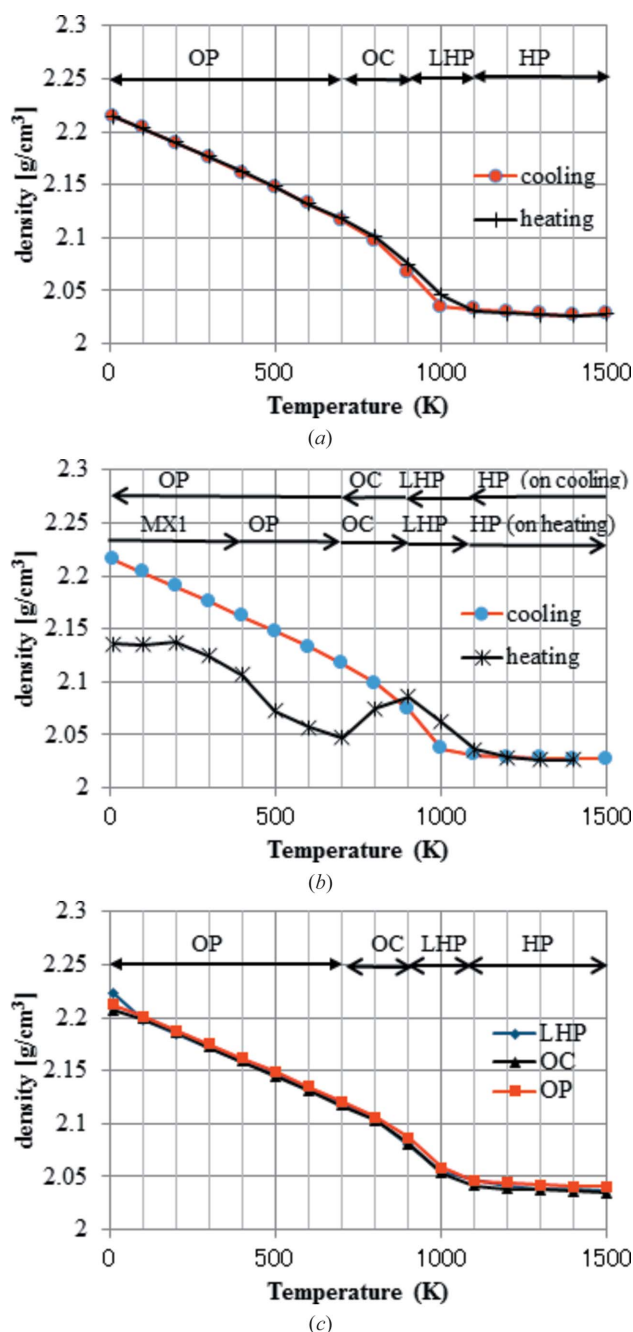 2.3
OP OC LHP HP
2.25
2.2
cooling
2.15
heating
2.1
2.05
2
density [g/cm³]
0 500 1000 1500
Temperature (K)
(a)
2.3
OP OC LHP HP (on cooling)
2.25
MX1 OP OC LHP HP (on heating)
2.2
cooling
2.15
heating
2.1
2.05
2
density [g/cm³]
0 500 1000 1500
Temperature (K)
(b)
2.3
OP OC LHP HP
2.25
2.2
LHP
OC
2.15
OP
2.1
2.05
2
density [g/cm³]
0 500 1000 1500
Temperature (K)
(c)